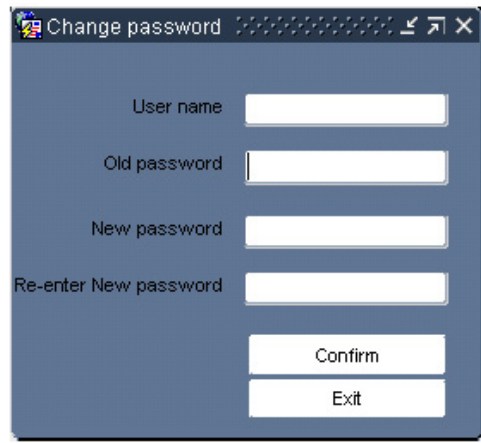 Change password
User name
Old password
New password
Re-enter New password
Confirm
Exit